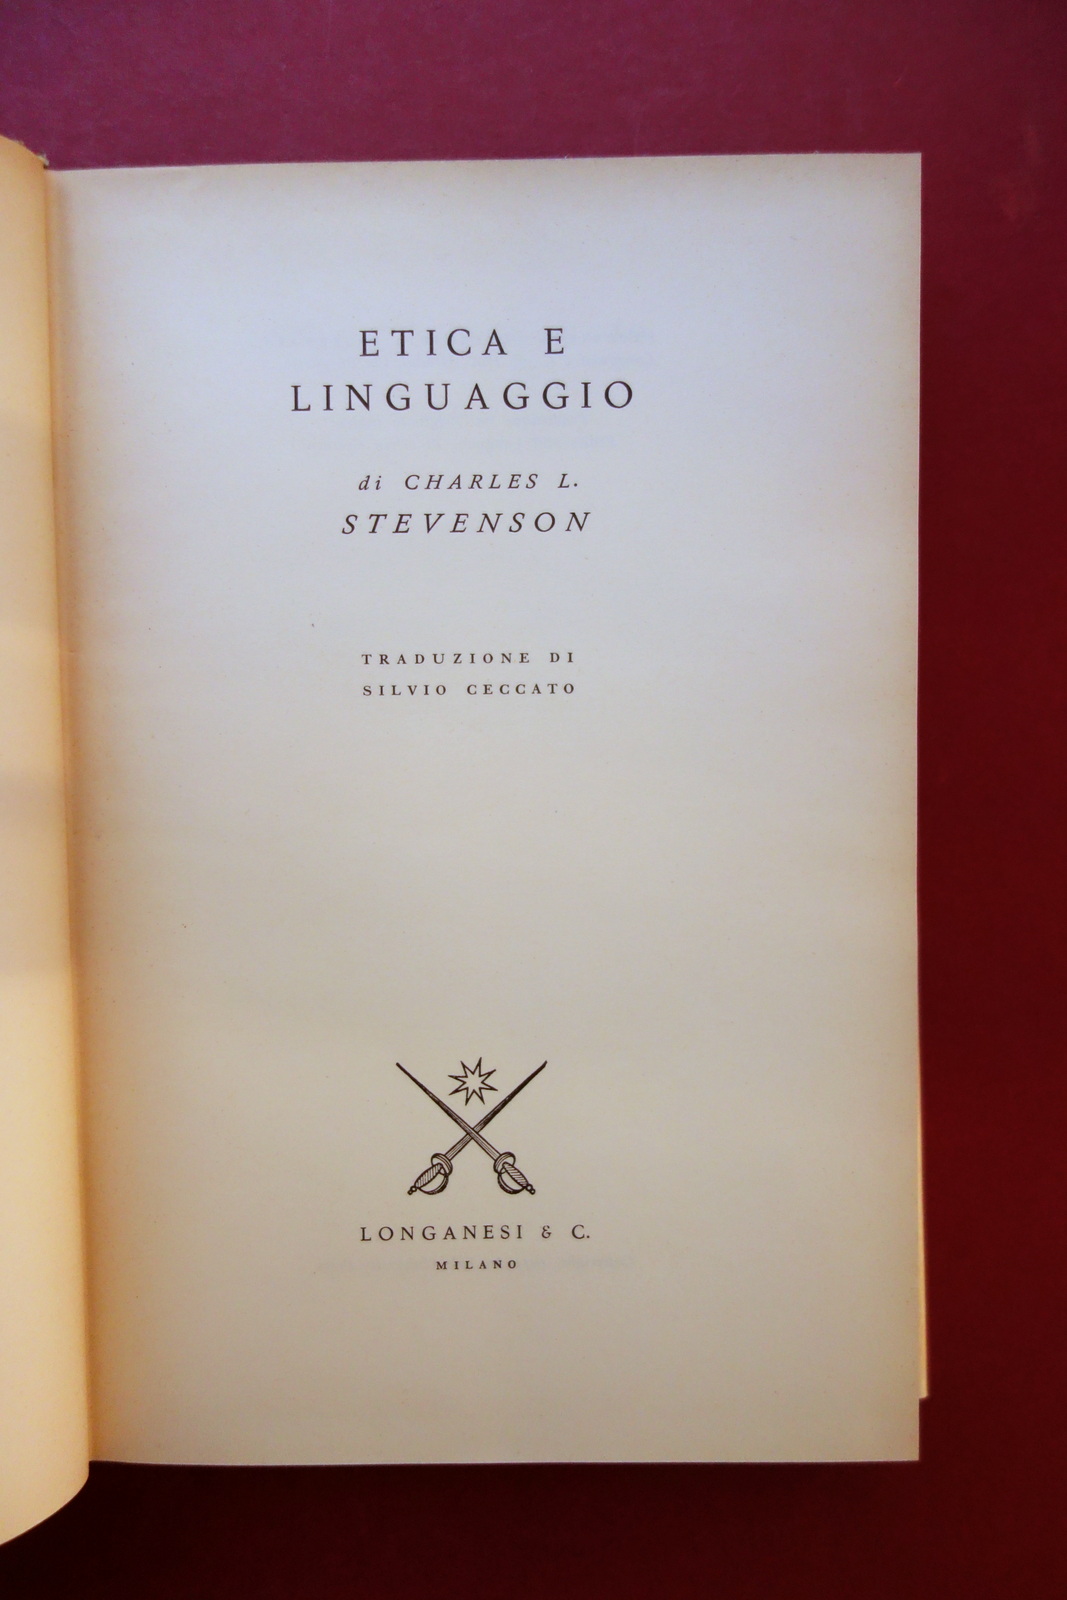 ETICA E
LINGUAGGIO
di CHARLES L.
STEVENSON
TRADUZIONE DI
SILVIO CECCATO
LONGANESI & C.
MILANO